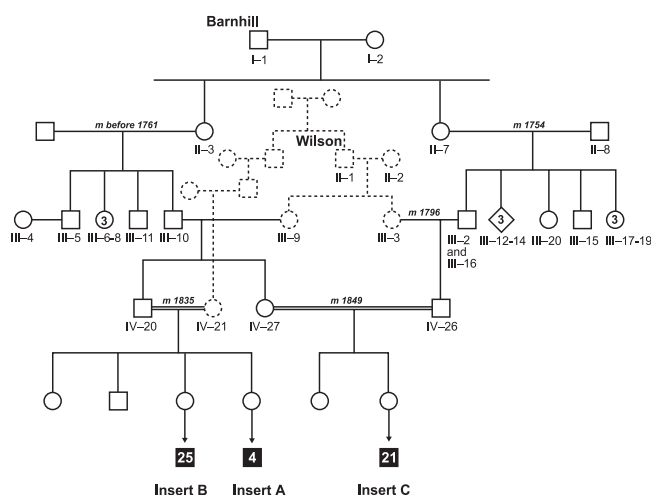 Barnhill
I–1
I–2
m before 1761
II–3
Wilson
II–1
II–2
II–7
m 1754
II–8
III–4
III–5
3
III–6-8
III–11
III–10
III–9
III–3
m 1796
III–2
and
III–16
3
III–12-14
III–20
III–15
3
III–17-19
m 1835
IV–20
IV–21
IV–27
m 1849
IV–26
25
4
21
Insert B
Insert A
Insert C